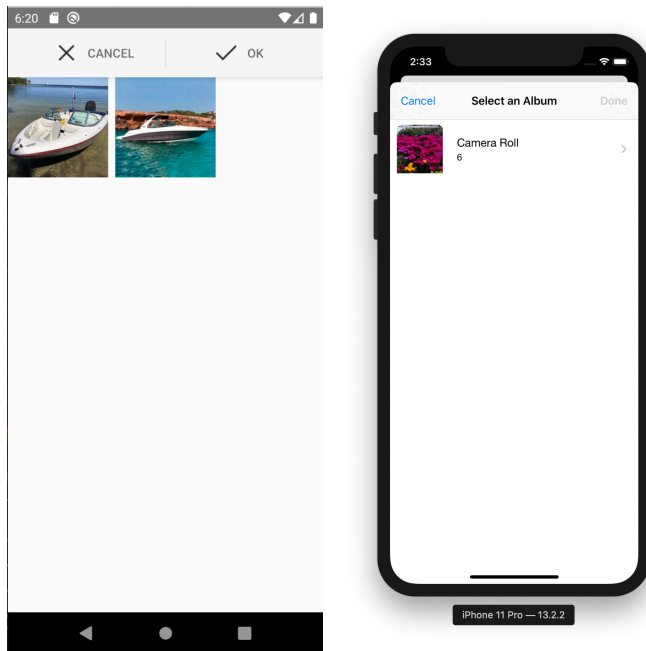 6:20
CANCEL
OK
2:33
Cancel
Select an Album
Done
Camera Roll
6
iPhone 11 Pro — 13.2.2